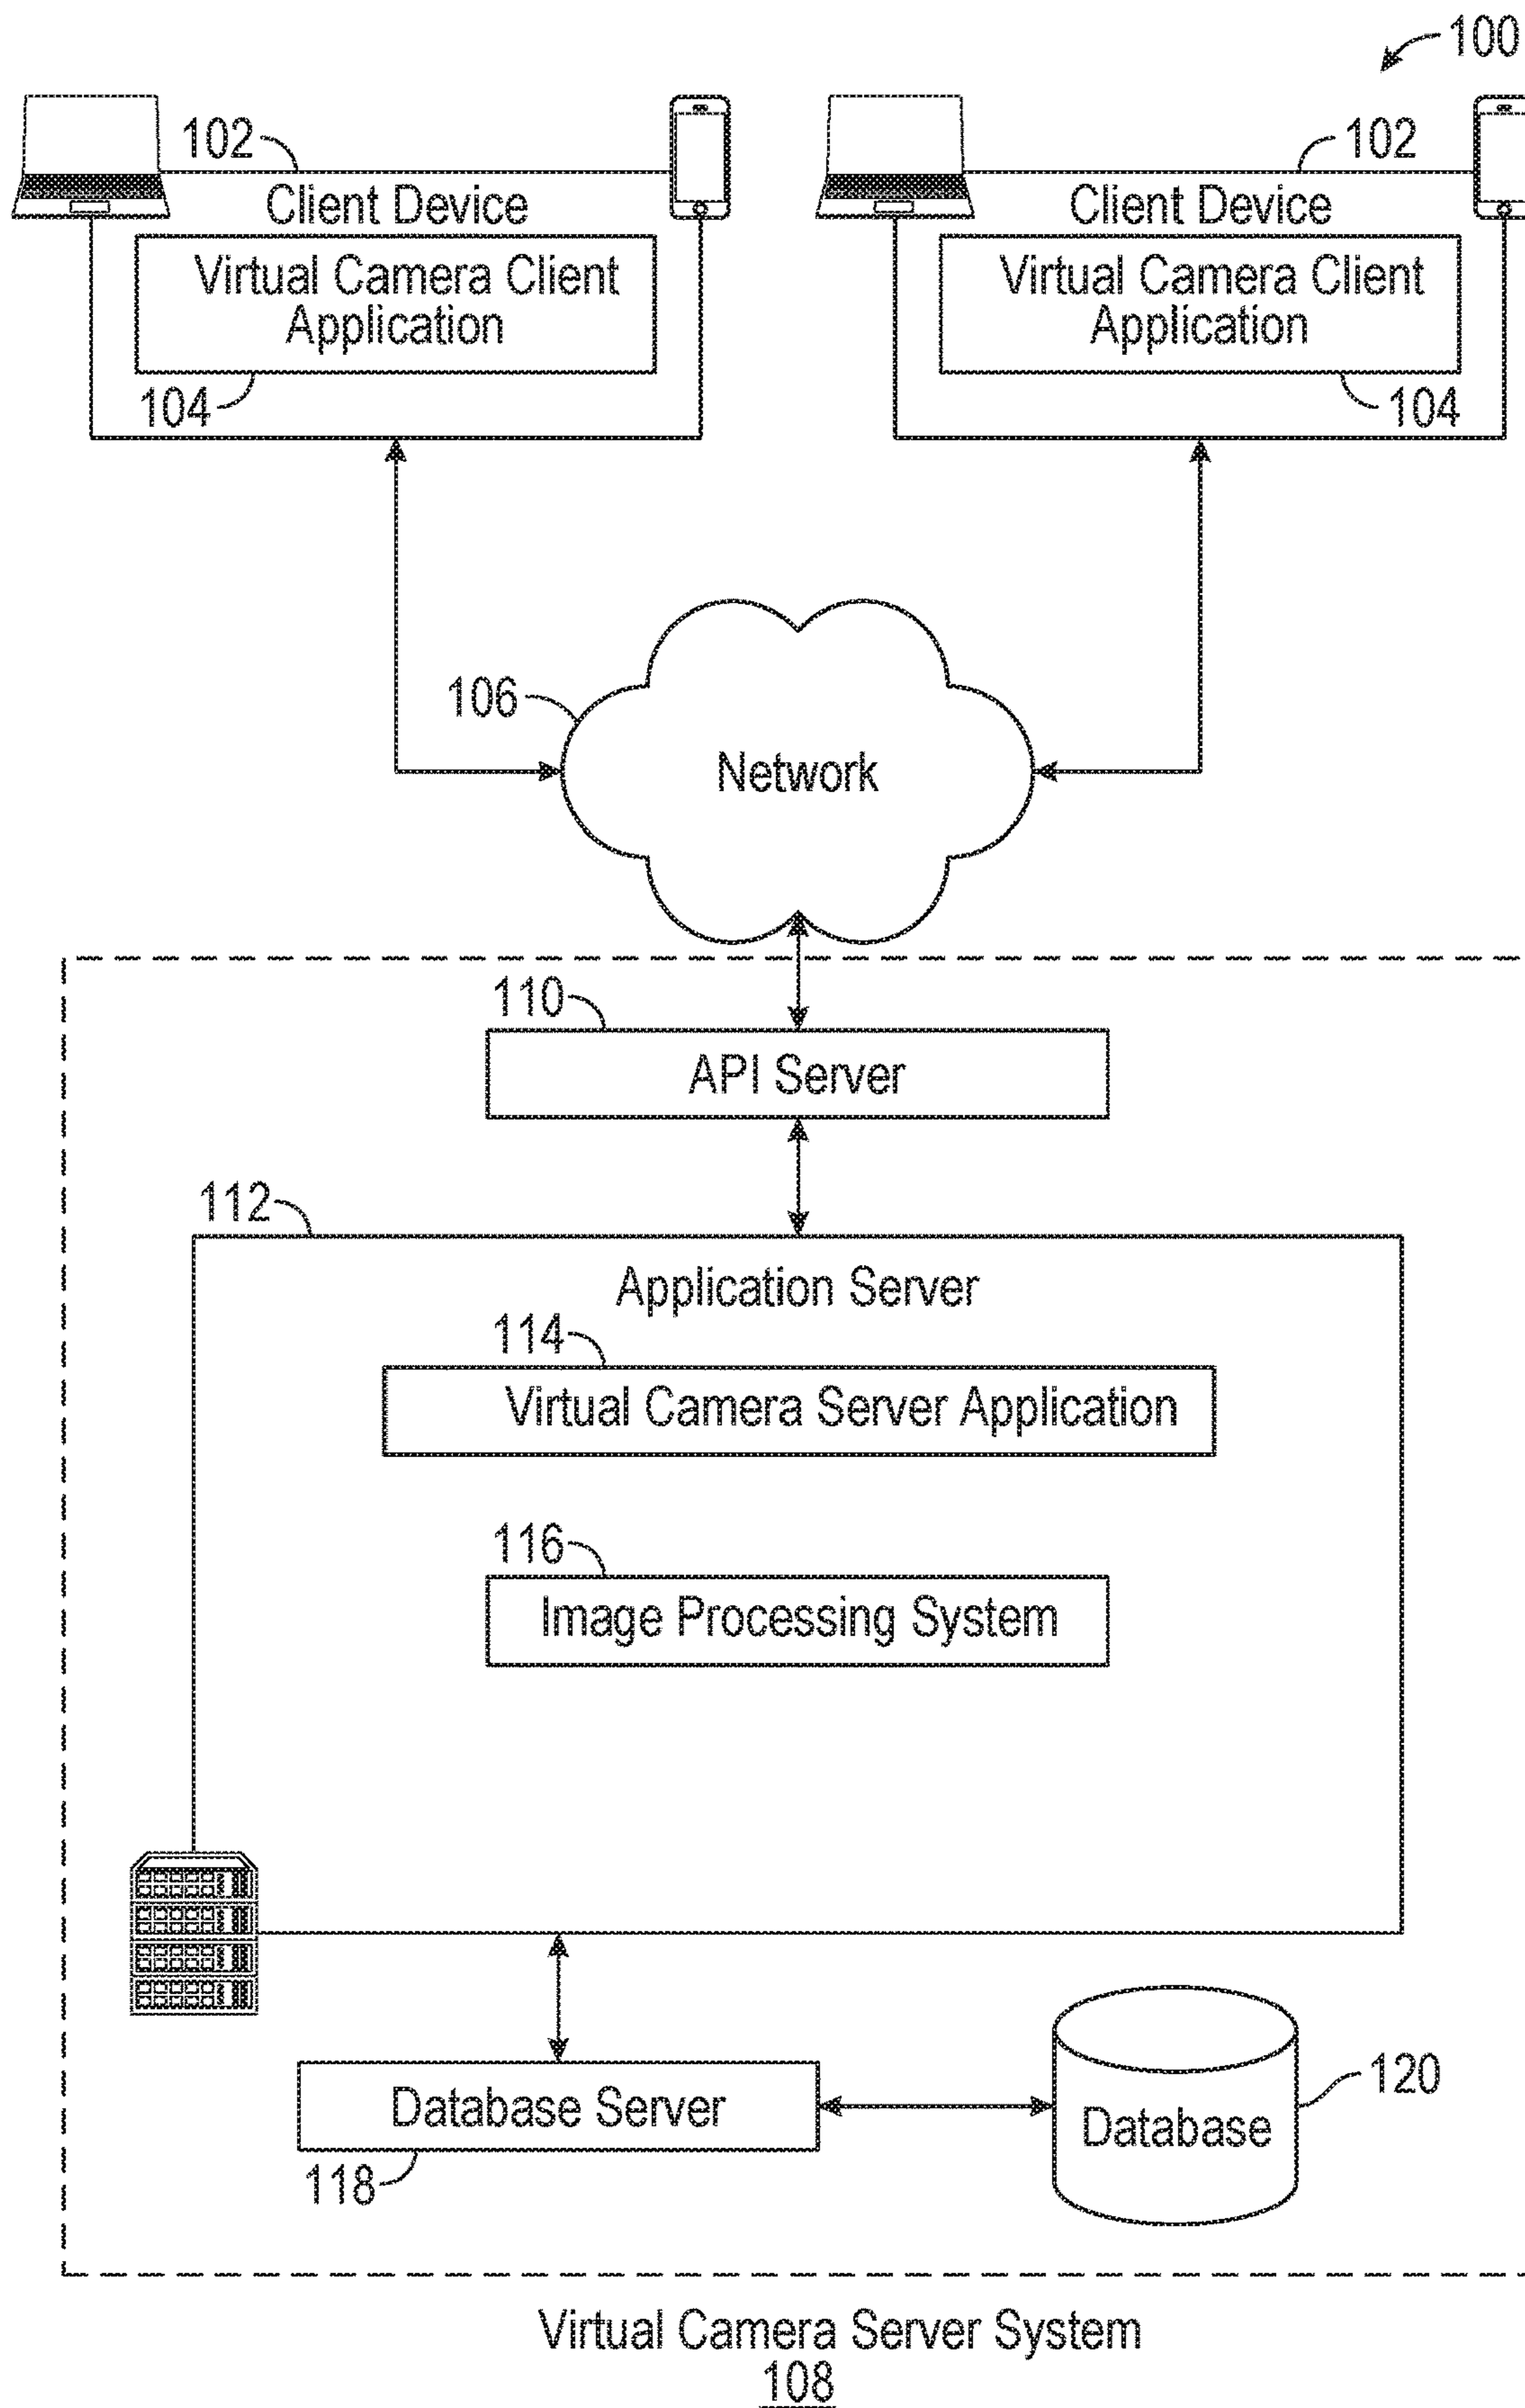 100
102
102
Client Device
Client Device
Virtual Camera Client
Application
Virtual Camera Client
Application
104
104
106
Network
110
API Server
112
Application Server
114
Virtual Camera Server Application
116
Image Processing System
Database Server
118
Database
120
Virtual Camera Server System
108